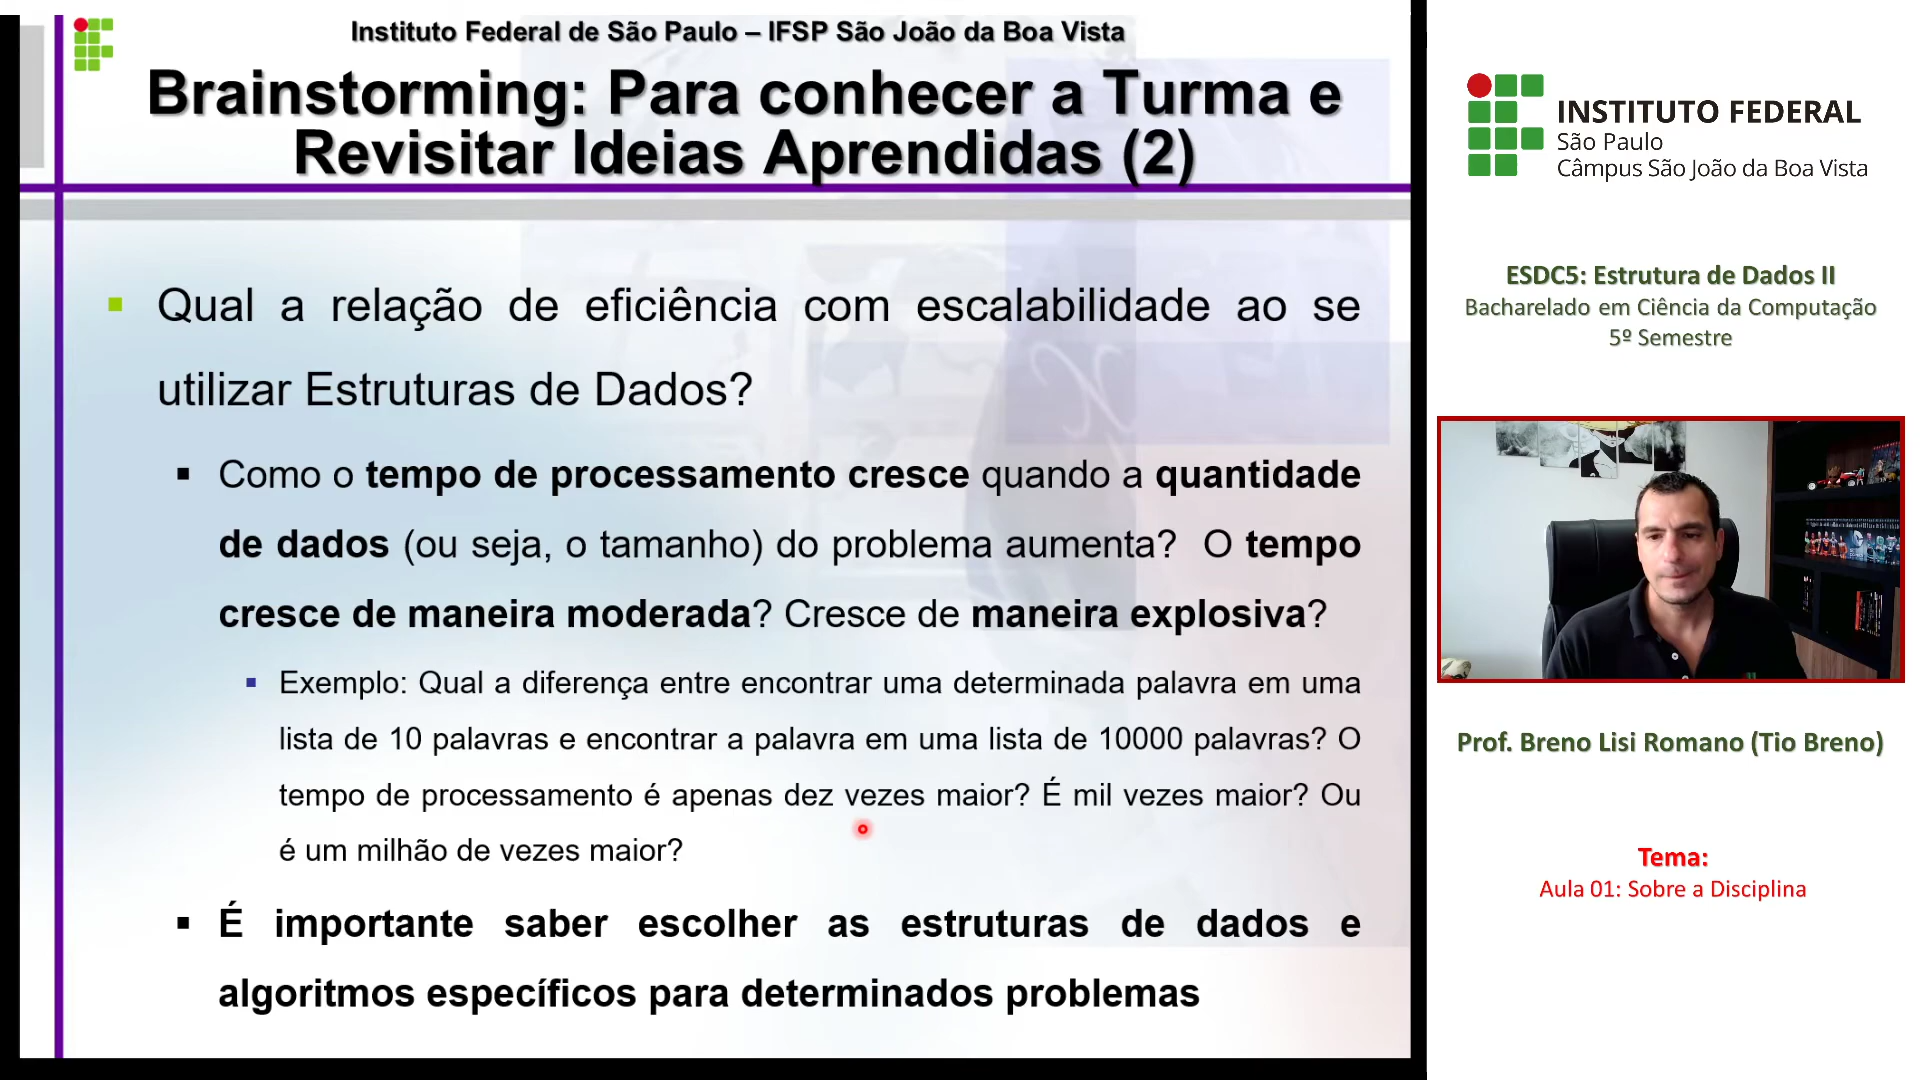 Instituto Federal de São Paulo – IFSP São João da Boa Vista
Brainstorming: Para conhecer a Turma e
Revisitar Ideias Aprendidas (2)
Qual a relação de eficiência com escalabilidade ao se
utilizar Estruturas de Dados?
Como o tempo de processamento cresce quando a quantidade
de dados (ou seja, o tamanho) do problema aumenta? O tempo
cresce de maneira moderada? Cresce de maneira explosiva?
Exemplo: Qual a diferença entre encontrar uma determinada palavra em uma
lista de 10 palavras e encontrar a palavra em uma lista de 10000 palavras? O
tempo de processamento é apenas dez vezes maior? É mil vezes maior? Ou
é um milhão de vezes maior?
É importante saber escolher as estruturas de dados e
algoritmos específicos para determinados problemas
INSTITUTO FEDERAL
São Paulo
Câmpus São João da Boa Vista
ESDC5: Estrutura de Dados II
Bacharelado em Ciência da Computação
5º Semestre
Prof. Breno Lisi Romano (Tio Breno)
Tema:
Aula 01: Sobre a Disciplina